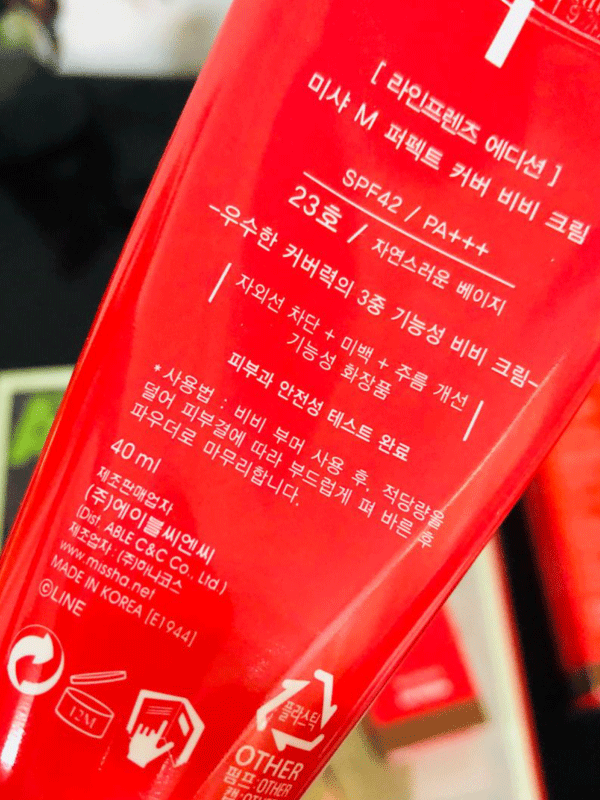 [ 라인프렌즈 에디션 ]
미샤 M 퍼펙트 커버 비비 크림
SPF42 / PA+++
23호 / 자연스러운 베이지
-우수한 커버력의 3중 기능성 비비 크림-
자외선 차단 + 미백 + 주름 개선
기능성 화장품
피부과 안전성 테스트 완료
* 사용법 : 비비 부머 사용 후, 적당량을
덜어 피부결에 따라 부드럽게 펴 바른 후
파우더로 마무리합니다.
40 ml
제조판매업자
(주)에이블씨엔씨
(Dist. ABLE C&C Co., Ltd.)
제조업자 : (주)아나코스
www.missha.net
MADE IN KOREA [E1944]
©LINE
12M
플라스틱
OTHER
펌프:OTHER
캡:OTHER